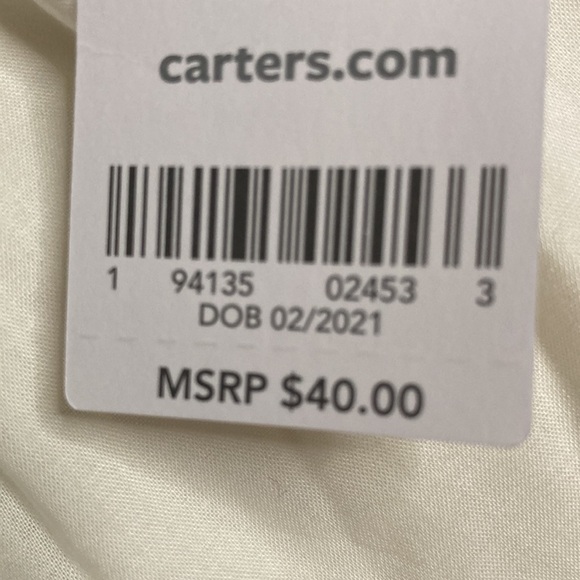 carters.com
1 94135 02453 3
DOB 02/2021
MSRP $40.00